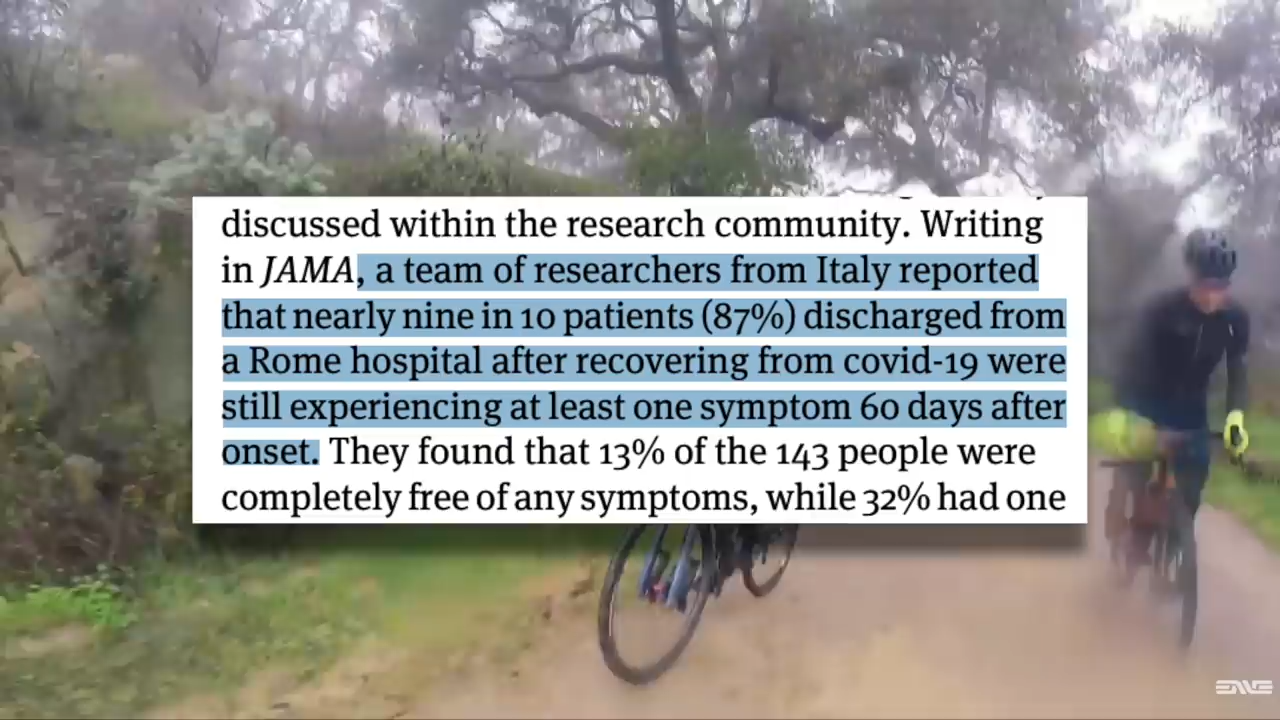 discussed within the research community. Writing
in JAMA, a team of researchers from Italy reported
that nearly nine in 10 patients (87%) discharged from
a Rome hospital after recovering from covid-19 were
still experiencing at least one symptom 60 days after
onset. They found that 13% of the 143 people were
completely free of any symptoms, while 32% had one
ENVE